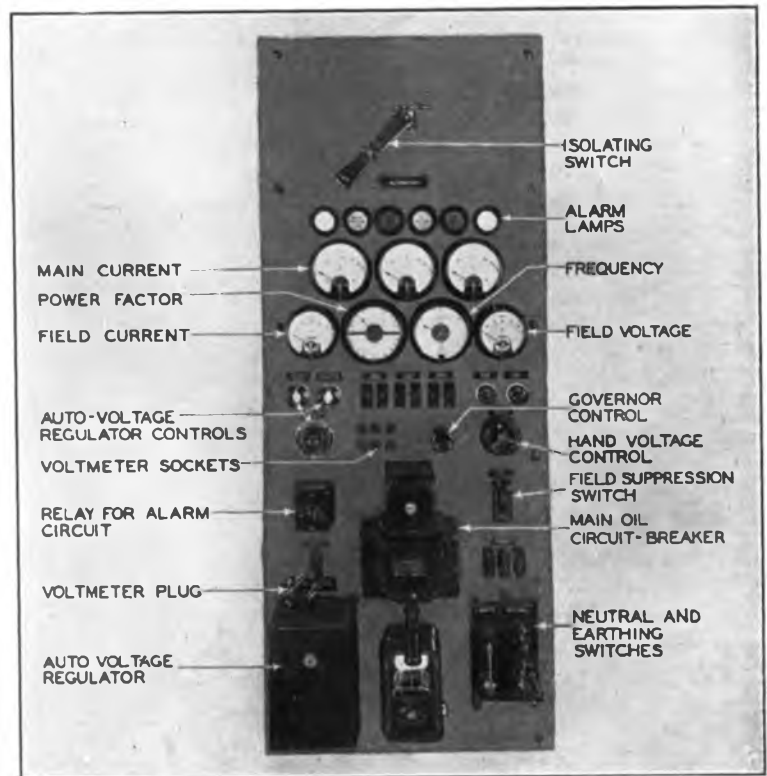 ISOLATING
SWITCH
ALARM
LAMPS
MAIN CURRENT
POWER FACTOR
FIELD CURRENT
FREQUENCY
FIELD VOLTAGE
AUTO-VOLTAGE
REGULATOR CONTROLS
VOLTMETER SOCKETS
GOVERNOR
CONTROL
HAND VOLTAGE
CONTROL
FIELD SUPPRESSION
SWITCH
RELAY FOR ALARM
CIRCUIT
MAIN OIL
CIRCUIT-BREAKER
VOLTMETER PLUG
NEUTRAL AND
EARTHING
SWITCHES
AUTO VOLTAGE
REGULATOR